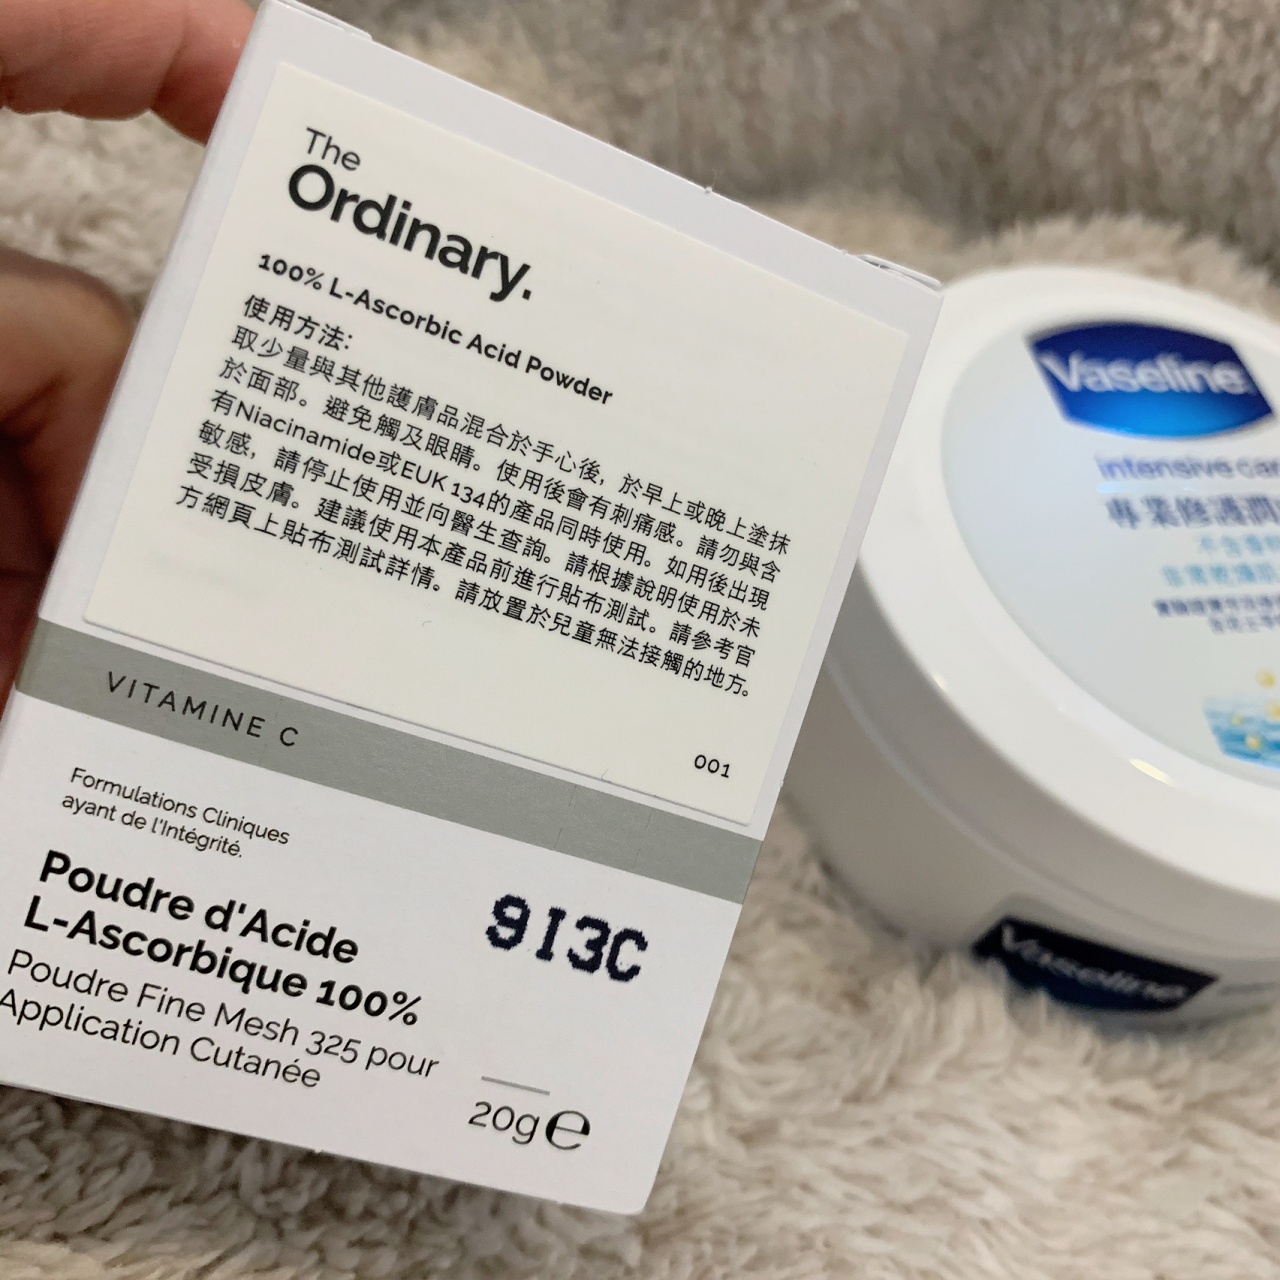 The
Ordinary.
100% L-Ascorbic Acid Powder
使用方法:
取少量與其他護膚品混合於手心後，於早上或晚上塗抹
於面部。避免觸及眼睛。使用後會有刺痛感。請勿與含
有Niacinamide或EUK 134的產品同時使用。如用後出現
敏感，請停止使用並向醫生查詢。請根據說明使用於未
受損皮膚。建議使用本產品前進行貼布測試。請參考官
方網頁上貼布測試詳情。請放置於兒童無法接觸的地方。
001
VITAMINE C
Formulations Cliniques
ayant de l'Intégrité.
Poudre d'Acide
L-Ascorbique 100%
Poudre Fine Mesh 325 pour
Application Cutanée
9I3C
20g℮
Vaseline
intensive car
專業修護潤
不含香料
Vaseline